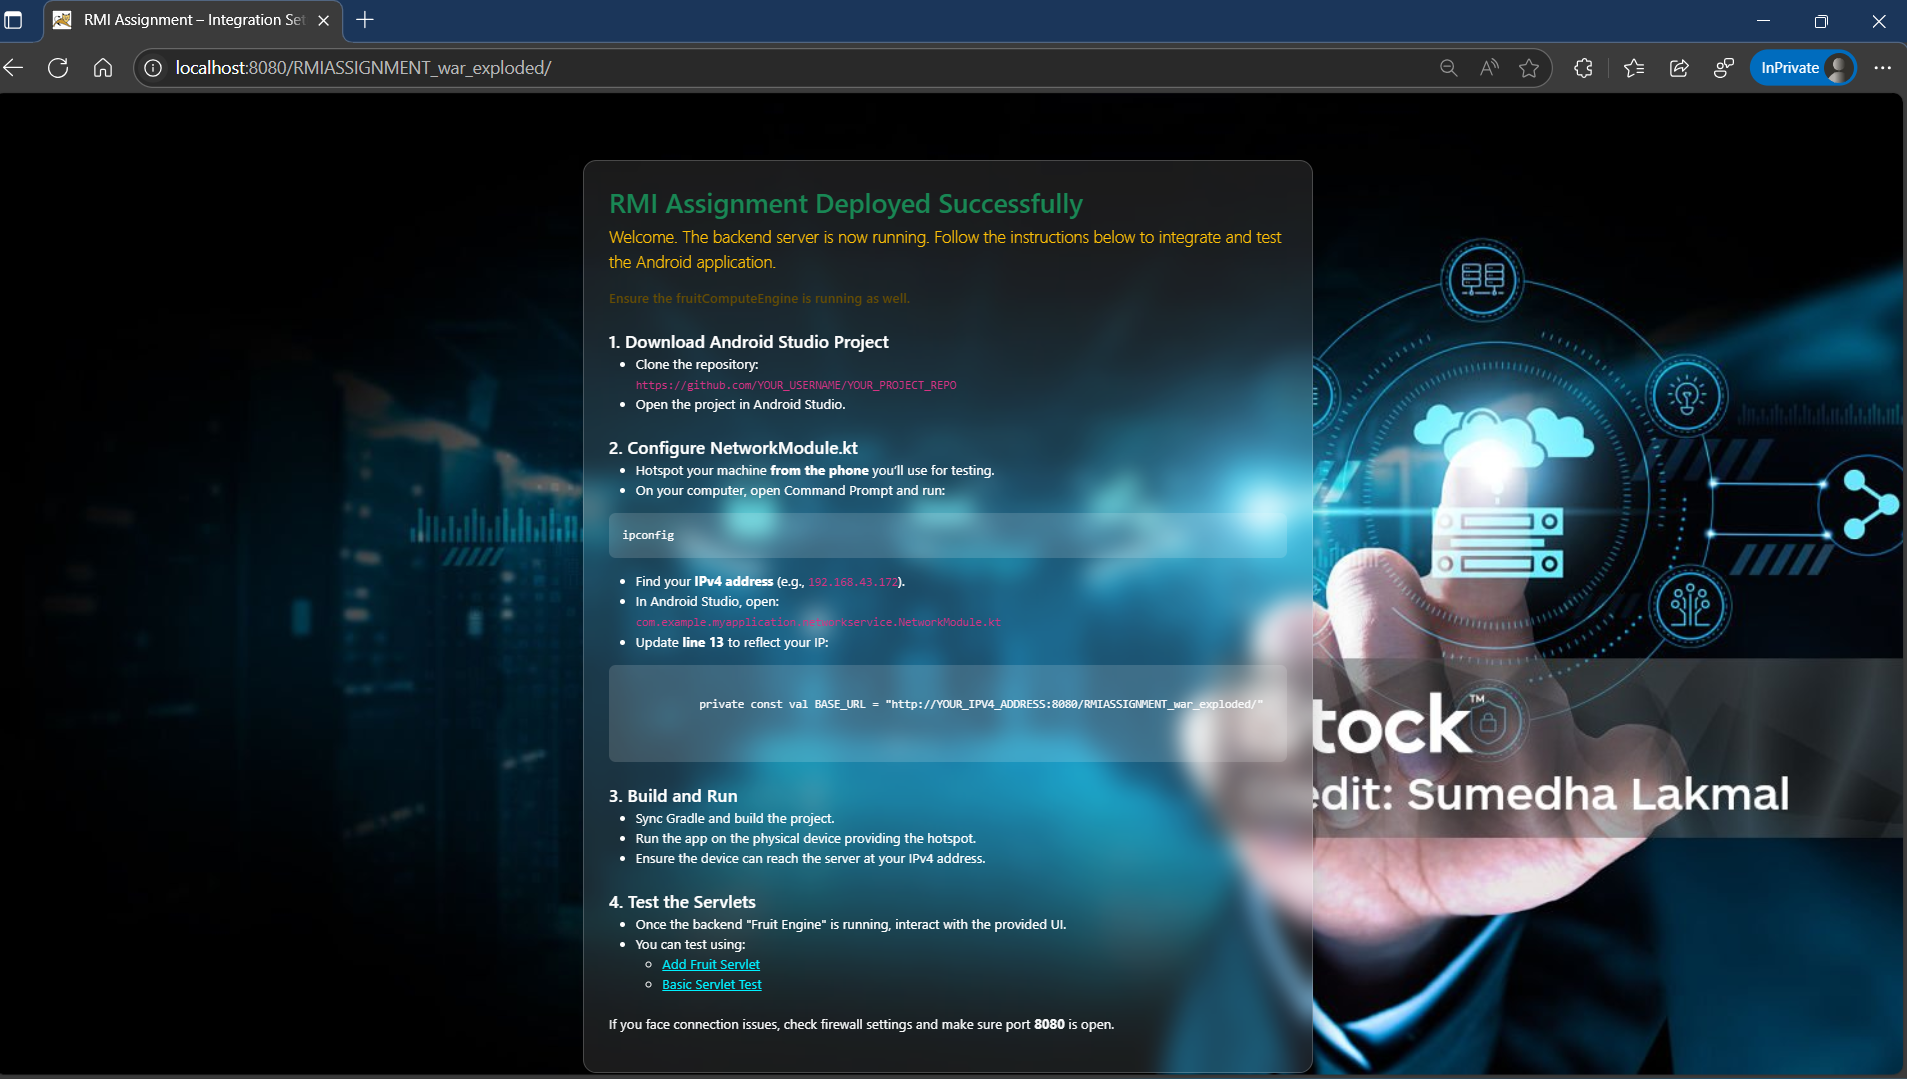 RMI Assignment – Integration Set
localhost:8080/RMIASSIGNMENT_war_exploded/
InPrivate
RMI Assignment Deployed Successfully
Welcome. The backend server is now running. Follow the instructions below to integrate and test
the Android application.
Ensure the fruitComputeEngine is running as well.
1. Download Android Studio Project
Clone the repository:
https://github.com/YOUR_USERNAME/YOUR_PROJECT_REPO
Open the project in Android Studio.
2. Configure NetworkModule.kt
Hotspot your machine from the phone you'll use for testing.
On your computer, open Command Prompt and run:
ipconfig
Find your IPv4 address (e.g., 192.168.43.172).
In Android Studio, open:
com.example.myapplication.networkservice.NetworkModule.kt
Update line 13 to reflect your IP:
private const val BASE_URL = "http://YOUR_IPV4_ADDRESS:8080/RMIASSIGNMENT_war_exploded/"
tock™
edit: Sumedha Lakmal
3. Build and Run
Sync Gradle and build the project.
Run the app on the physical device providing the hotspot.
Ensure the device can reach the server at your IPv4 address.
4. Test the Servlets
Once the backend "Fruit Engine" is running, interact with the provided UI.
You can test using:
Add Fruit Servlet
Basic Servlet Test
If you face connection issues, check firewall settings and make sure port 8080 is open.